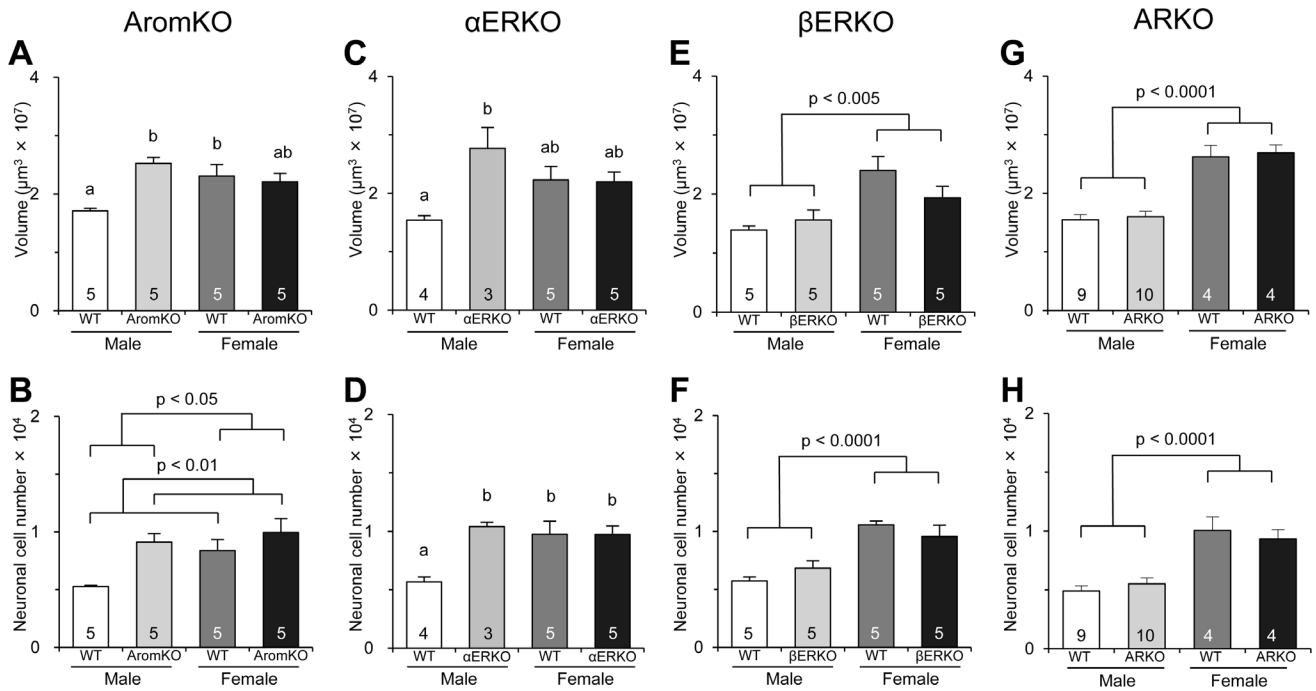 AromKO
αERKO
βERKO
ARKO
A
Volume (μm³ × 10⁷)
4
2
0
a
b
b
ab
5
5
5
5
WT
AromKO
WT
AromKO
Male
Female
C
Volume (μm³ × 10⁷)
4
2
0
a
b
ab
ab
4
3
5
5
WT
αERKO
WT
αERKO
Male
Female
E
Volume (μm³ × 10⁷)
4
2
0
p < 0.005
5
5
5
5
WT
βERKO
WT
βERKO
Male
Female
G
Volume (μm³ × 10⁷)
4
2
0
p < 0.0001
9
10
4
4
WT
ARKO
WT
ARKO
Male
Female
B
Neuronal cell number × 10⁴
2
1
0
p < 0.05
p < 0.01
5
5
5
5
WT
AromKO
WT
AromKO
Male
Female
D
Neuronal cell number × 10⁴
2
1
0
a
b
b
b
4
3
5
5
WT
αERKO
WT
αERKO
Male
Female
F
Neuronal cell number × 10⁴
2
1
0
p < 0.0001
5
5
5
5
WT
βERKO
WT
βERKO
Male
Female
H
Neuronal cell number × 10⁴
2
1
0
p < 0.0001
9
10
4
4
WT
ARKO
WT
ARKO
Male
Female